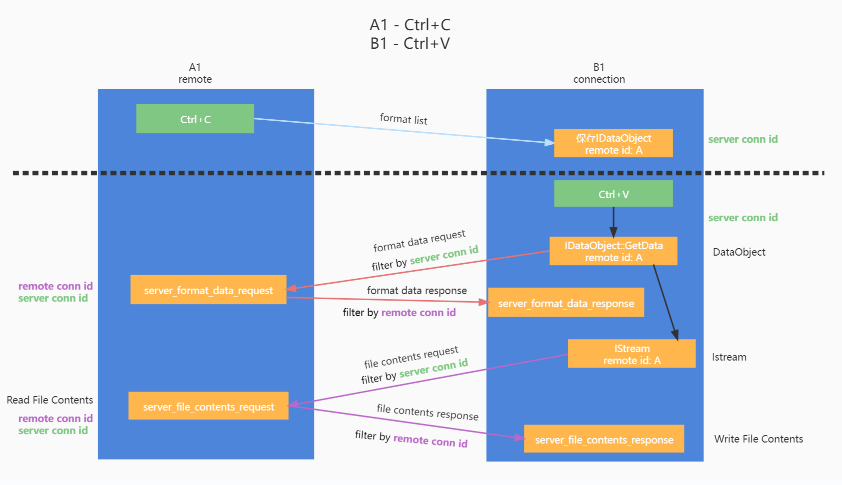 A1 - Ctrl+C
B1 - Ctrl+V
A1
remote
B1
connection
Ctrl+C
format list
保存IDataObject
remote id: A
server conn id
Ctrl+V
server conn id
format data request
filter by server conn id
IDataObject::GetData
remote id: A
DataObject
remote conn id
server conn id
server_format_data_request
format data response
filter by remote conn id
server_format_data_response
file contents request
filter by server conn id
IStream
remote id: A
Istream
Read File Contents
remote conn id
server conn id
server_file_contents_request
file contents response
filter by remote conn id
server_file_contents_response
Write File Contents